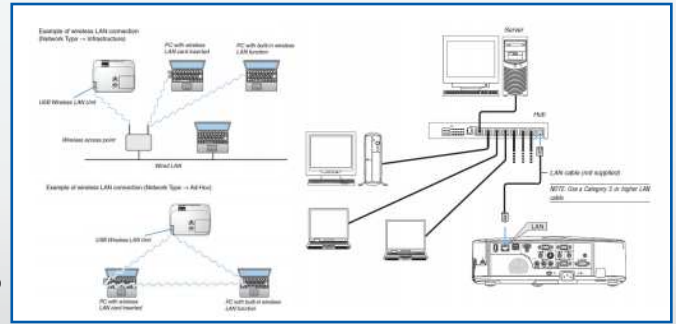 Example of wireless LAN connection
(Network Type → Infrastructure)
PC with wireless
LAN card inserted
PC with built-in wireless
LAN function
USB Wireless LAN Unit
Wireless access point
Wired LAN
Example of wireless LAN connection (Network Type → Ad-Hoc)
USB Wireless LAN Unit
PC with wireless
LAN card inserted
PC with built-in wireless
LAN function
Server
Hub
LAN cable (not supplied)
NOTE: Use a Category 5 or higher LAN
cable.
LAN